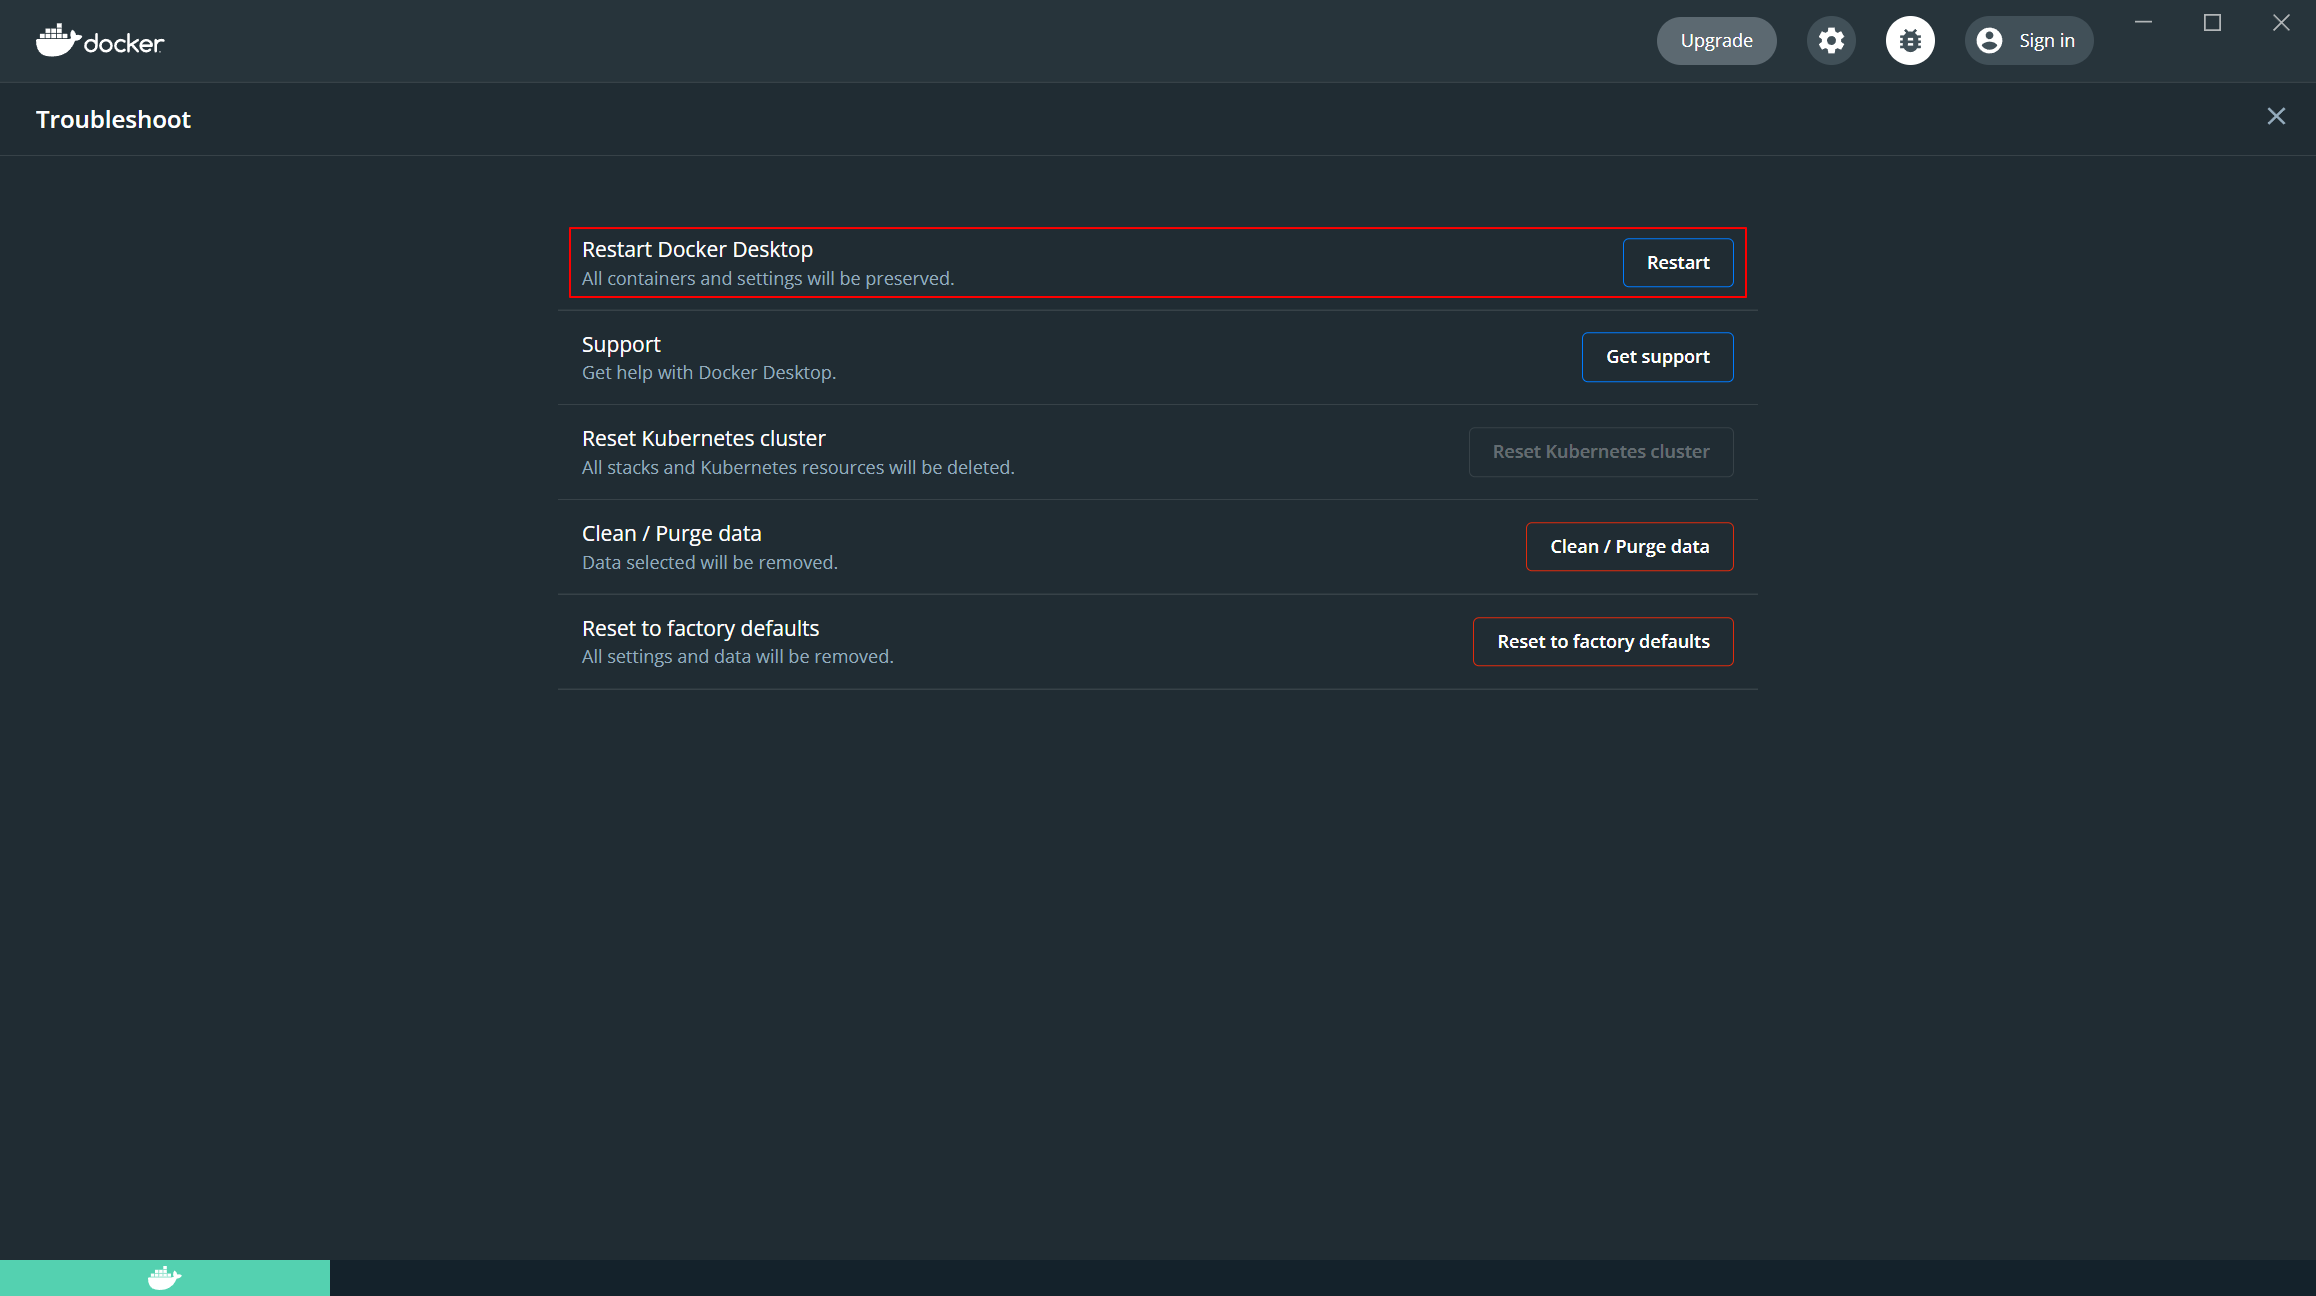 docker
Upgrade
Sign in
Troubleshoot
Restart Docker Desktop
All containers and settings will be preserved.
Restart
Support
Get help with Docker Desktop.
Get support
Reset Kubernetes cluster
All stacks and Kubernetes resources will be deleted.
Reset Kubernetes cluster
Clean / Purge data
Data selected will be removed.
Clean / Purge data
Reset to factory defaults
All settings and data will be removed.
Reset to factory defaults